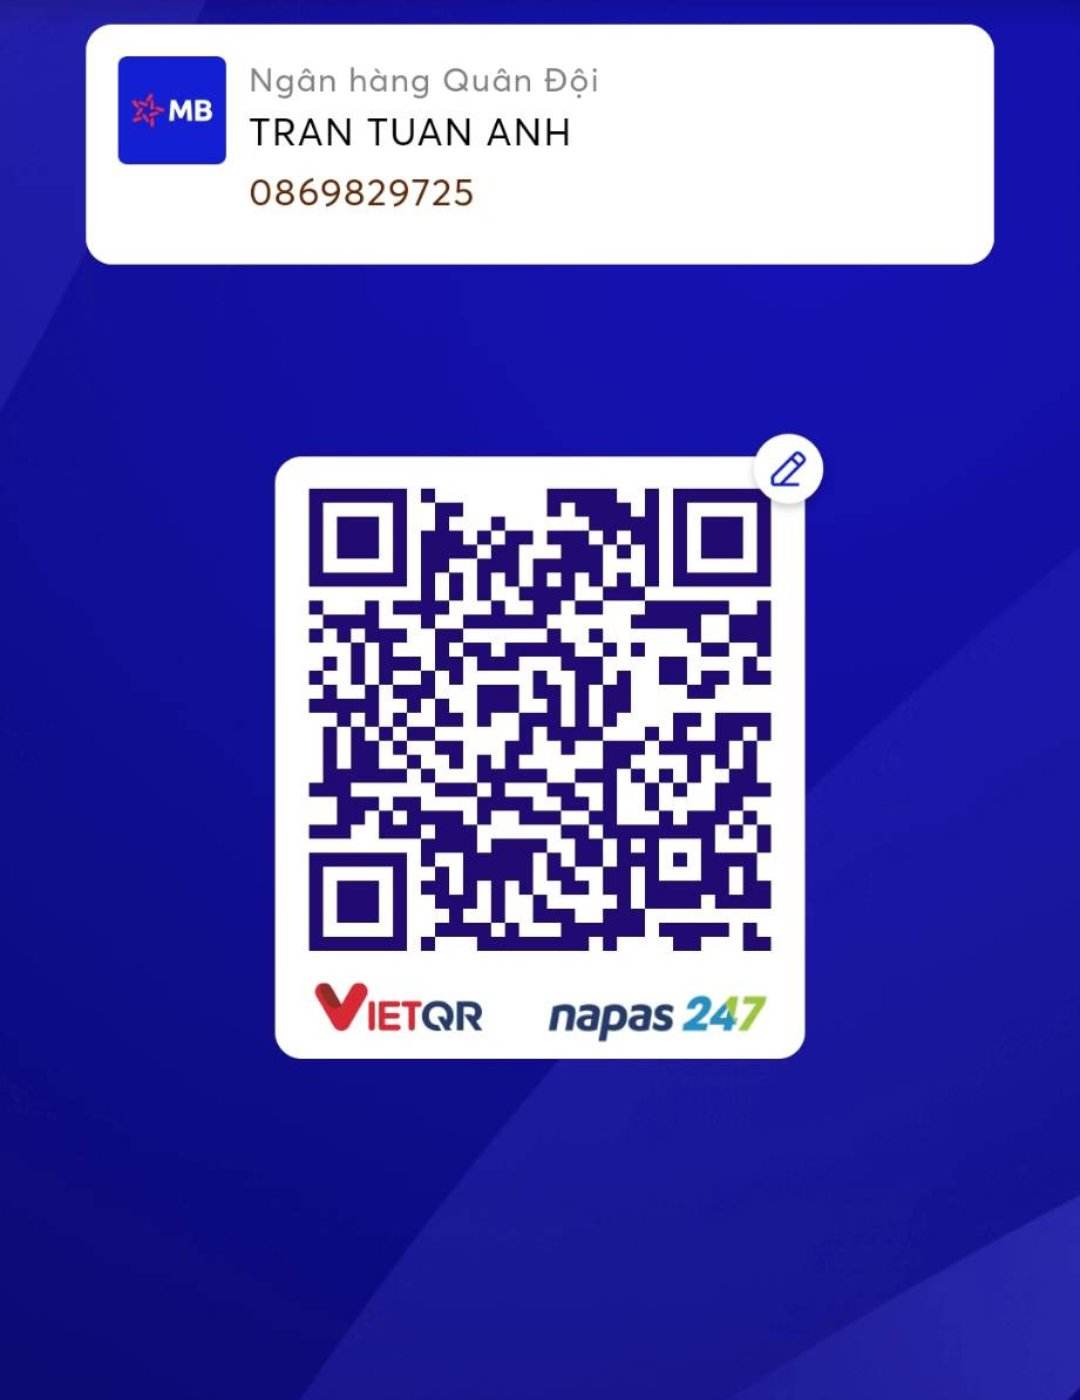 MB
Ngân hàng Quân Đội
TRAN TUAN ANH
0869829725
VIETQR
napas 247